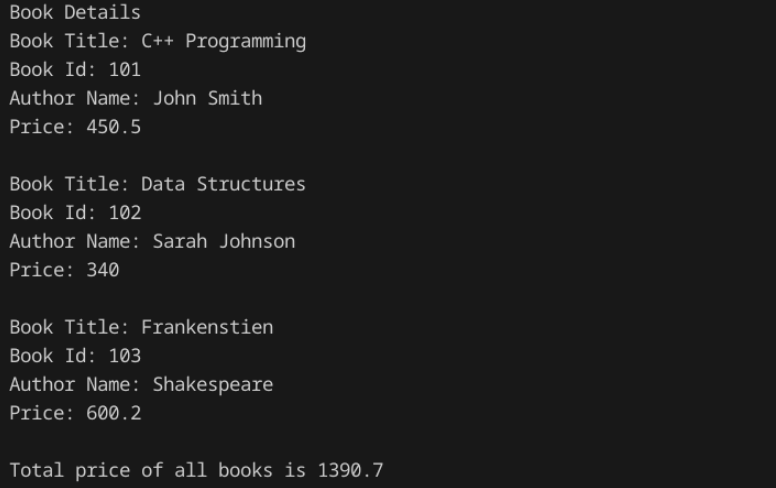 Book Details
Book Title: C++ Programming
Book Id: 101
Author Name: John Smith
Price: 450.5
Book Title: Data Structures
Book Id: 102
Author Name: Sarah Johnson
Price: 340
Book Title: Frankenstien
Book Id: 103
Author Name: Shakespeare
Price: 600.2
Total price of all books is 1390.7